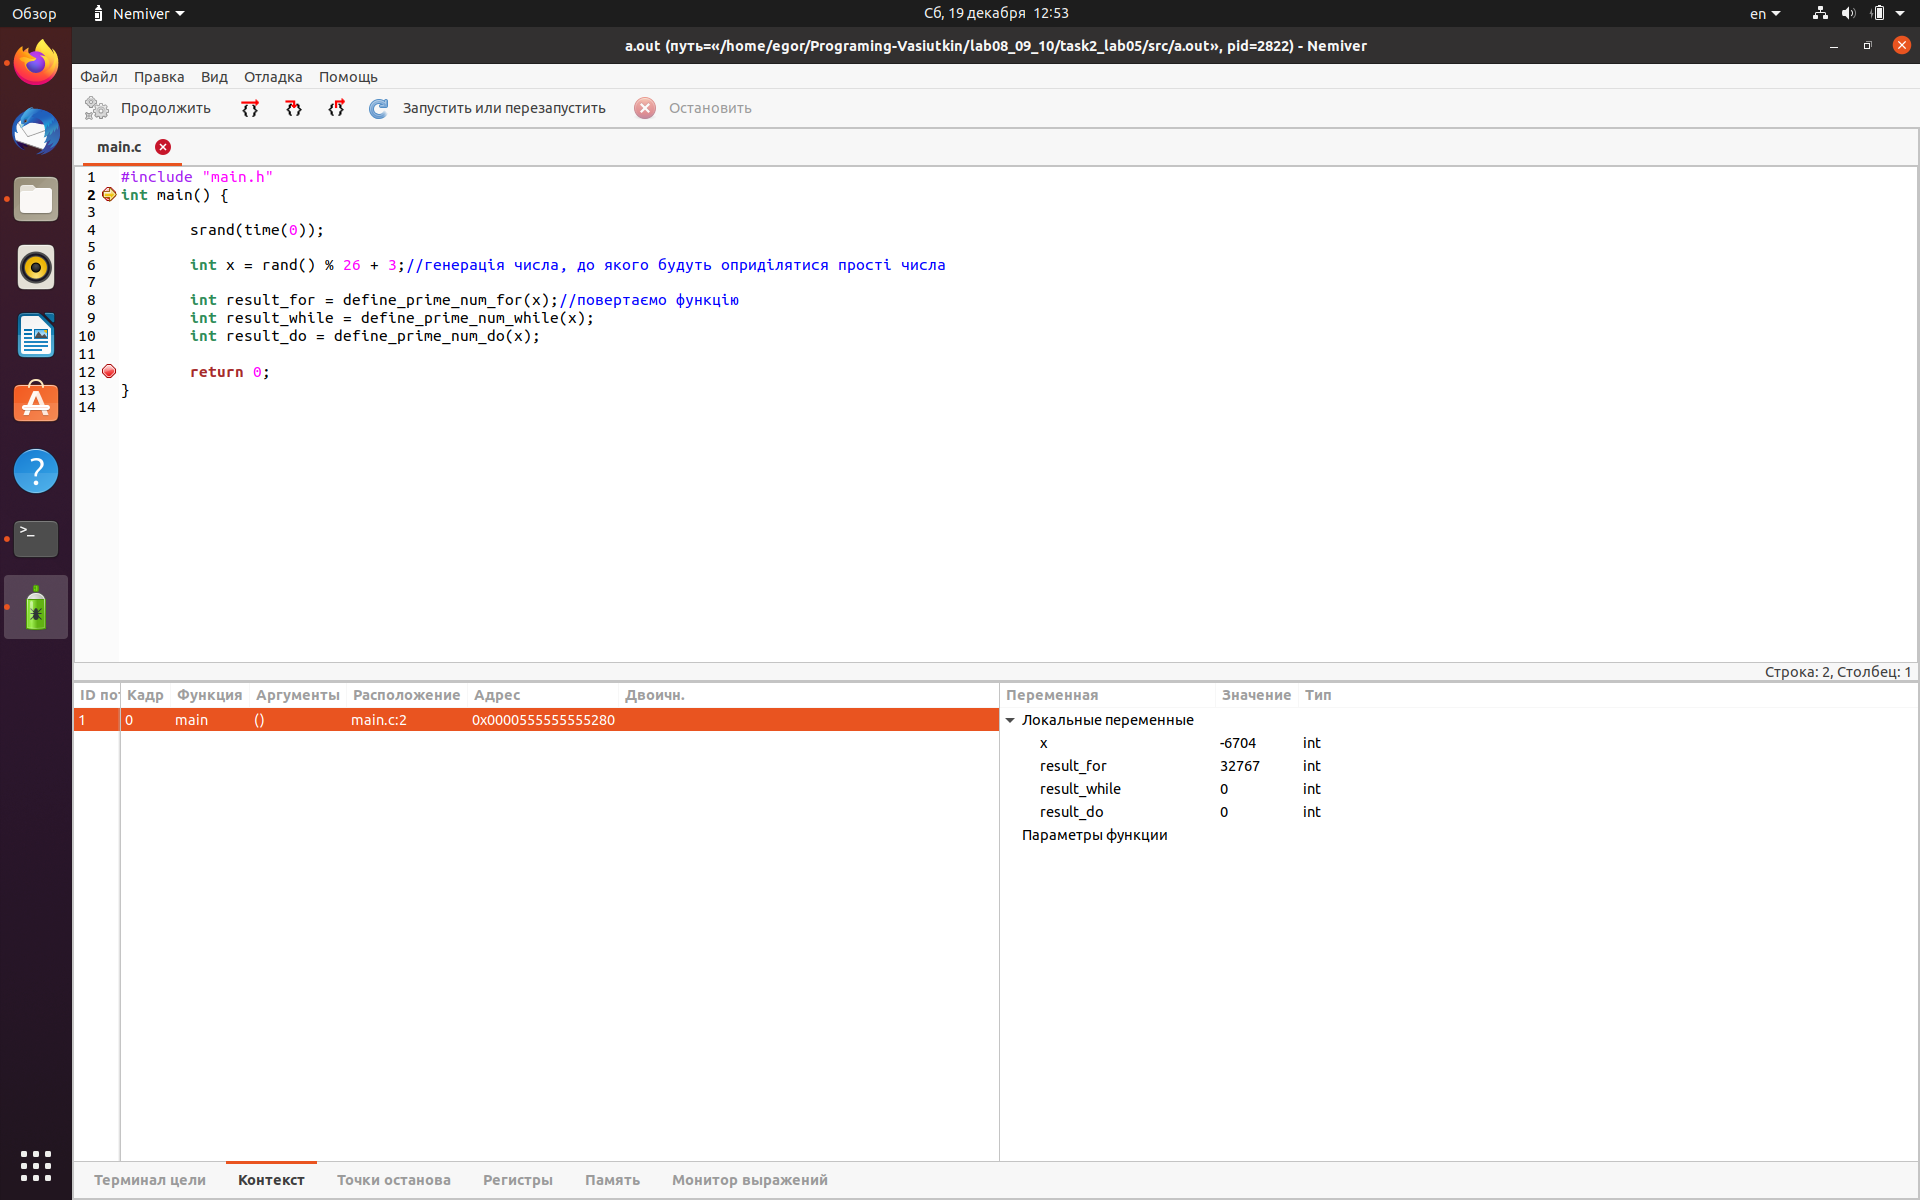 Обзор
Nemiver
Сб, 19 декабря 12:53
en
a.out (путь=«/home/egor/Programing-Vasiutkin/lab08_09_10/task2_lab05/src/a.out», pid=2822) - Nemiver
Файл Правка Вид Отладка Помощь
Продолжить Запустить или перезапустить Остановить
main.c
1 #include "main.h"
2 int main() {
3
4 srand(time(0));
5
6 int x = rand() % 26 + 3;//генерація числа, до якого будуть оприділятися прості числа
7
8 int result_for = define_prime_num_for(x);//повертаємо функцію
9 int result_while = define_prime_num_while(x);
10 int result_do = define_prime_num_do(x);
11
12 return 0;
13 }
14
Строка: 2, Столбец: 1
ID пот Кадр Функция Аргументы Расположение Адрес Двоичн.
1 0 main () main.c:2 0x0000555555555280
Переменная Значение Тип
Локальные переменные
x -6704 int
result_for 32767 int
result_while 0 int
result_do 0 int
Параметры функции
Терминал цели Контекст Точки останова Регистры Память Монитор выражений